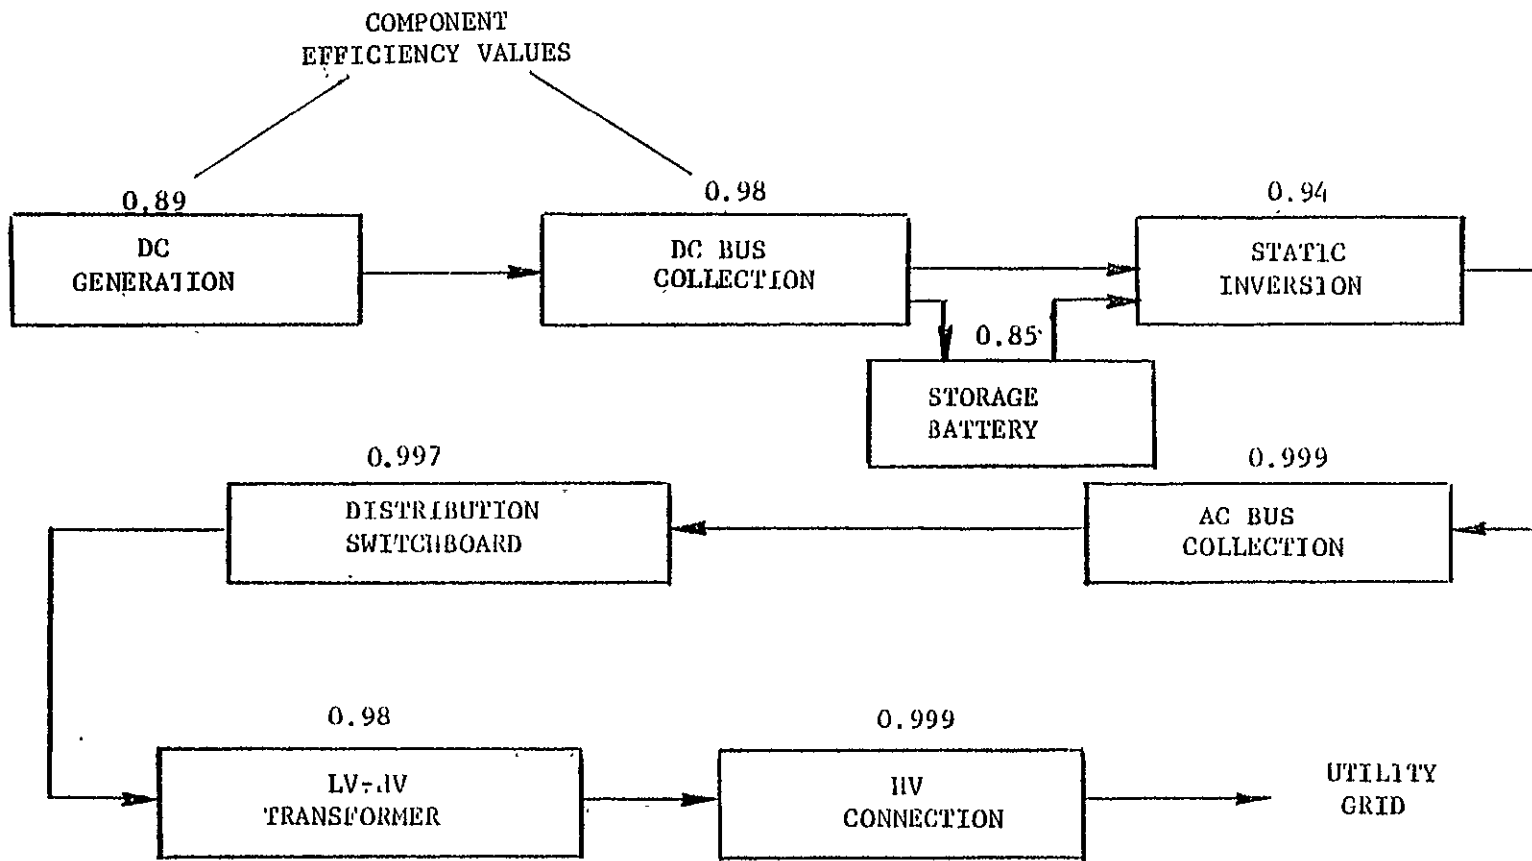 COMPONENT
EFFICIENCY VALUES
0.89
DC
GENERATION
0.98
DC BUS
COLLECTION
0.94
STATIC
INVERSION
0.85
STORAGE
BATTERY
0.997
DISTRIBUTION
SWITCHBOARD
0.999
AC BUS
COLLECTION
0.98
LV-HV
TRANSFORMER
0.999
HV
CONNECTION
UTILITY
GRID